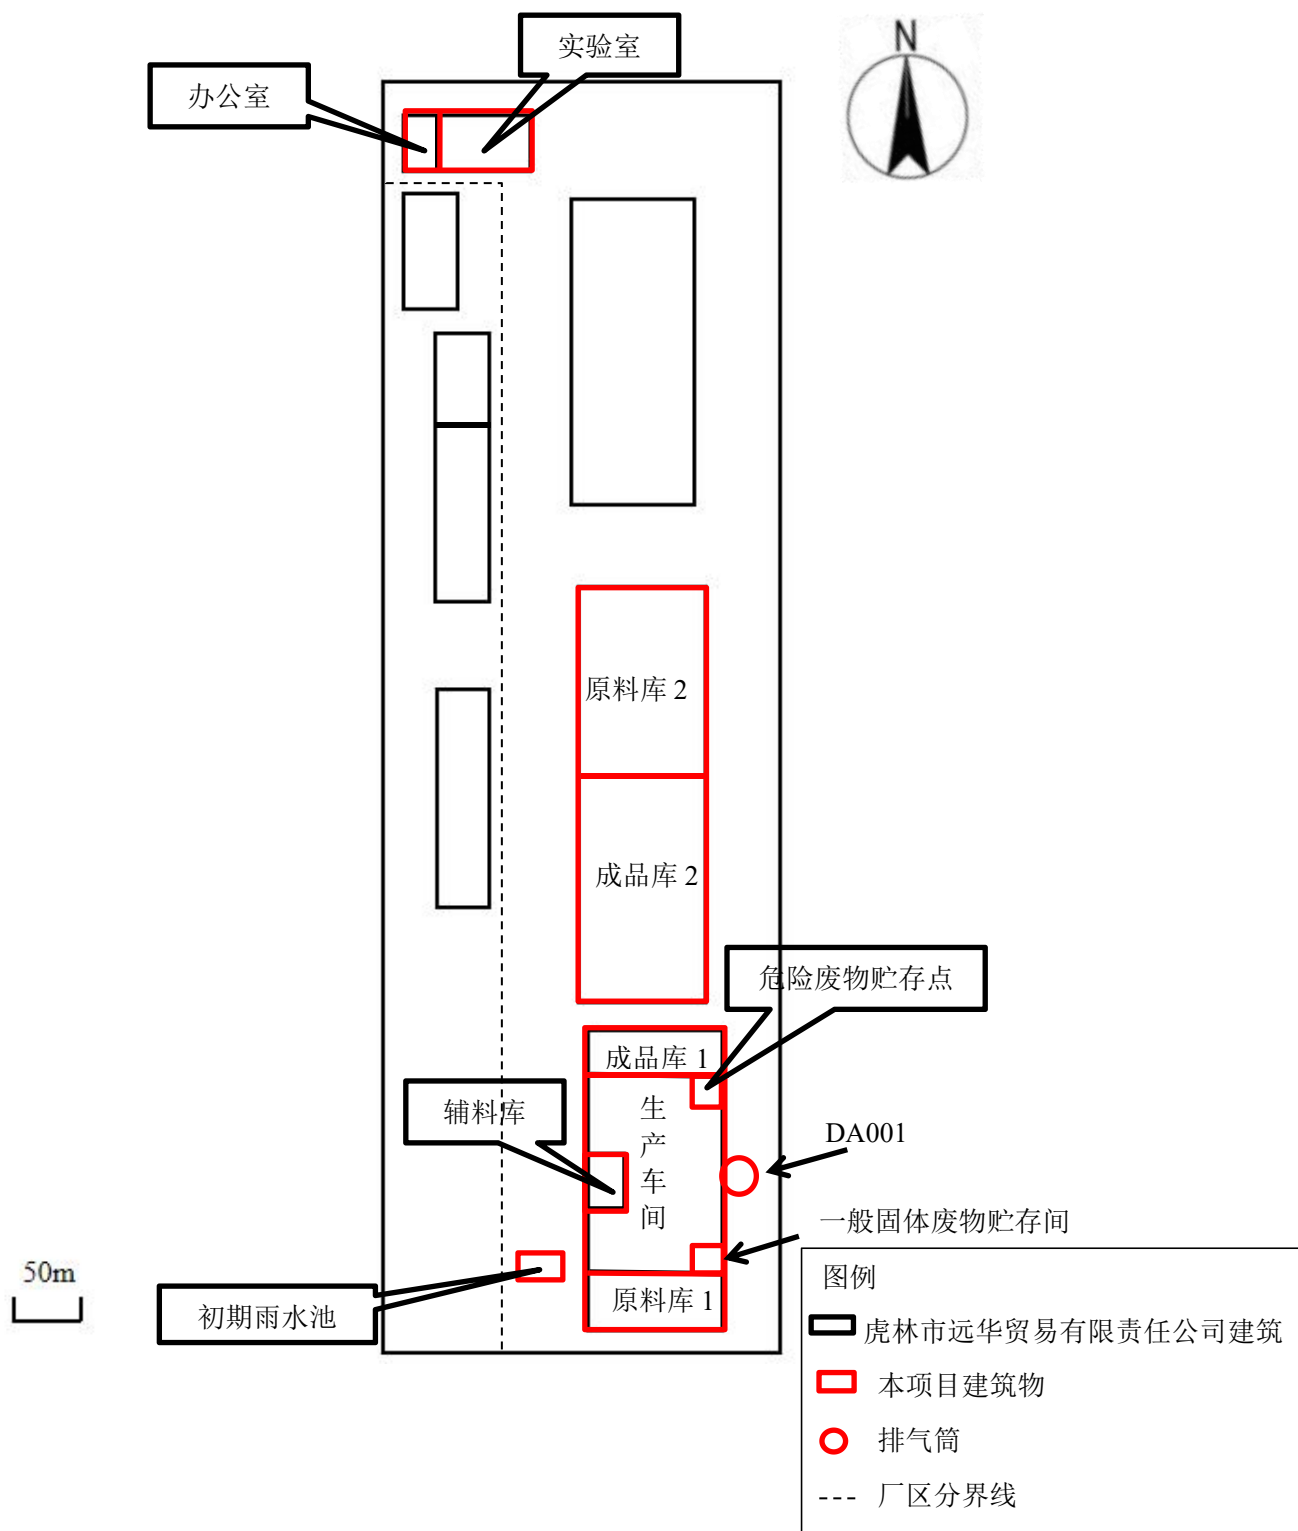 实验室
N
办公室
原料库 2
成品库 2
危险废物贮存点
成品库 1
辅料库
生
产
车
间
DA001
一般固体废物贮存间
50m
初期雨水池
原料库 1
图例
虎林市远华贸易有限责任公司建筑
本项目建筑物
排气筒
厂区分界线